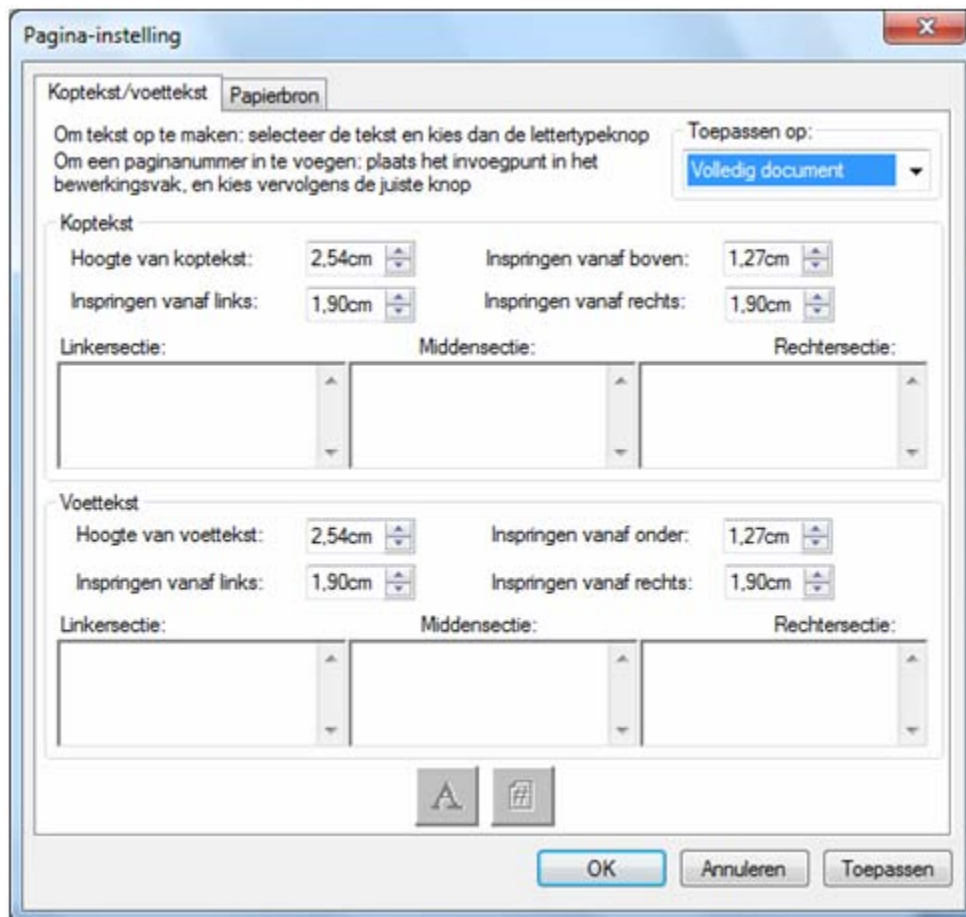 Pagina-instelling
Koptekst/voettekst Papierbron
Om tekst op te maken: selecteer de tekst en kies dan de lettertypeknop
Om een paginanummer in te voegen: plaats het invoegpunt in het
bewerkingsvak, en kies vervolgens de juiste knop
Toepassen op:
Volledig document
Koptekst
Hoogte van koptekst: 2,54cm Inspringen vanaf boven: 1,27cm
Inspringen vanaf links: 1,90cm Inspringen vanaf rechts: 1,90cm
Linkersectie: Middensectie: Rechtersectie:
Voettekst
Hoogte van voettekst: 2,54cm Inspringen vanaf onder: 1,27cm
Inspringen vanaf links: 1,90cm Inspringen vanaf rechts: 1,90cm
Linkersectie: Middensectie: Rechtersectie:
A #
OK Annuleren Toepassen